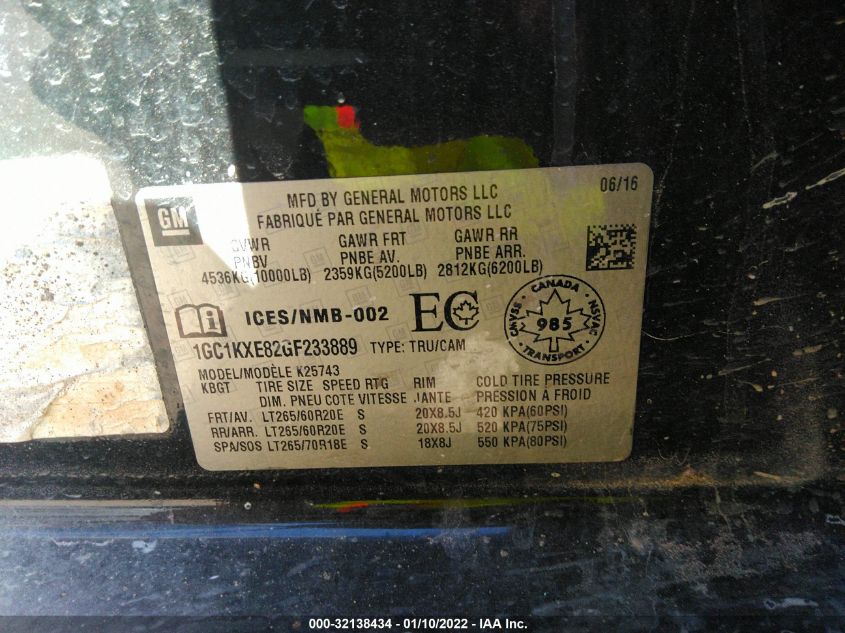 GM
MFD BY GENERAL MOTORS LLC
FABRIQUÉ PAR GENERAL MOTORS LLC
06/16
GVWR GAWR FRT GAWR RR
PNBV PNBE AV. PNBE ARR.
4536KG(10000LB) 2359KG(5200LB) 2812KG(6200LB)
ICES/NMB-002 EC
CANADA
CMVSS NSVAC
985
TRANSPORT
1GC1KXE82GF233889 TYPE: TRU/CAM
MODEL/MODÈLE K25743
KBGT TIRE SIZE SPEED RTG RIM COLD TIRE PRESSURE
DIM. PNEU COTE VITESSE JANTE PRESSION À FROID
FRT/AV. LT265/60R20E S 20X8.5J 420 KPA(60PSI)
RR/ARR. LT265/60R20E S 20X8.5J 520 KPA(75PSI)
SPA/SOS LT265/70R18E S 18X8J 550 KPA(80PSI)
000-32138434 - 01/10/2022 - IAA Inc.